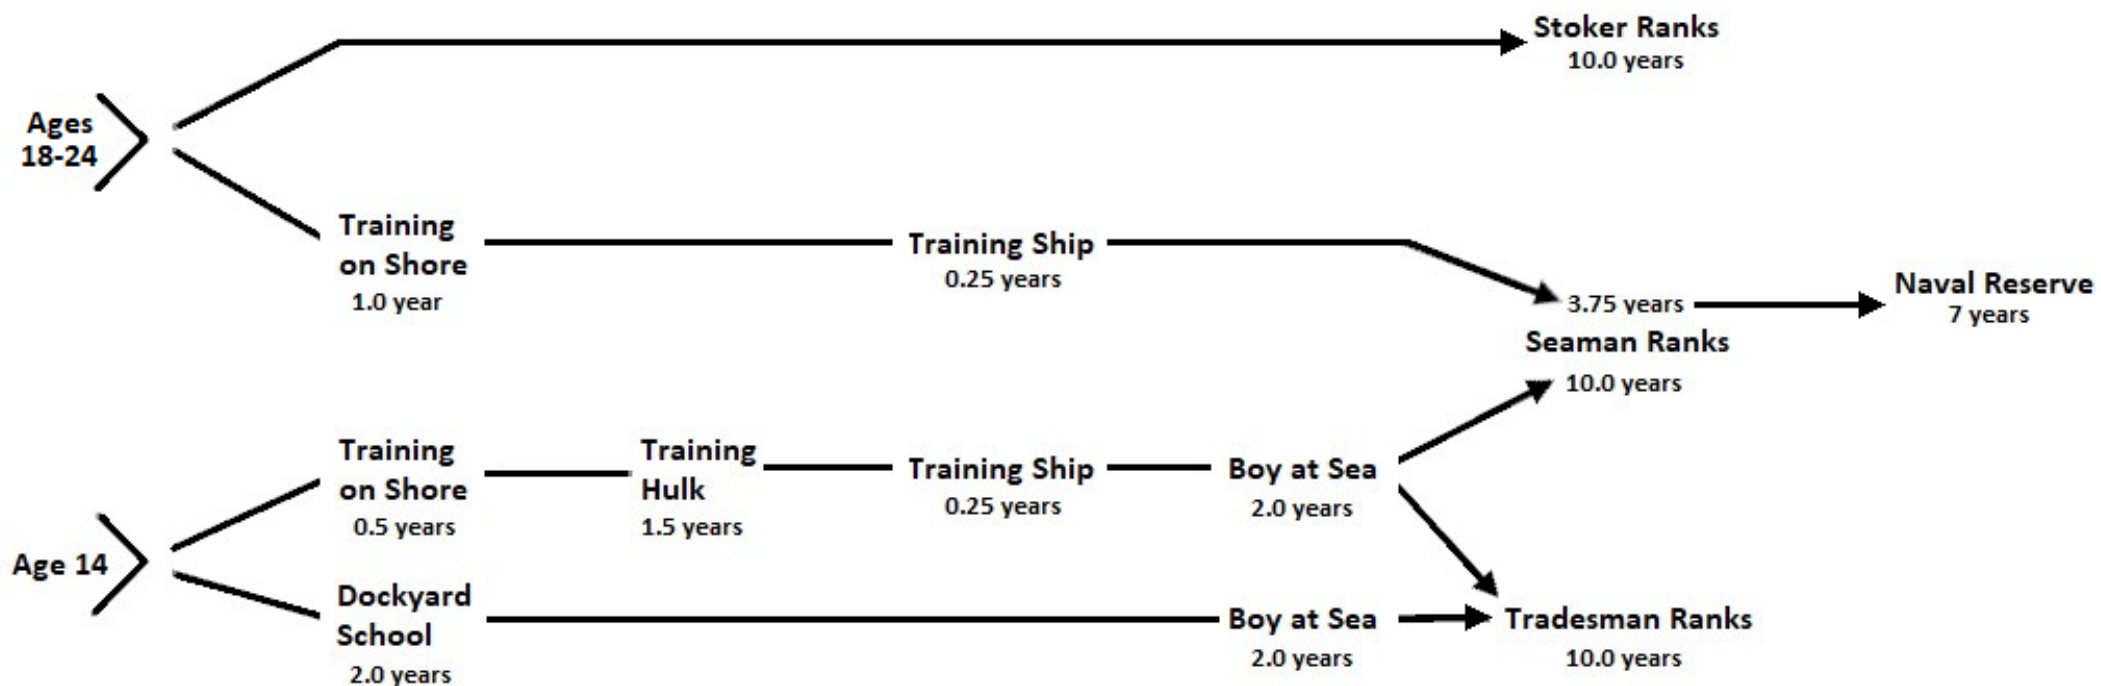 Stoker Ranks
10.0 years
Ages
18-24
Training
on Shore
1.0 year
Training Ship
0.25 years
3.75 years
Seaman Ranks
10.0 years
Naval Reserve
7 years
Age 14
Training
on Shore
0.5 years
Training
Hulk
1.5 years
Training Ship
0.25 years
Boy at Sea
2.0 years
Dockyard
School
2.0 years
Boy at Sea
2.0 years
Tradesman Ranks
10.0 years